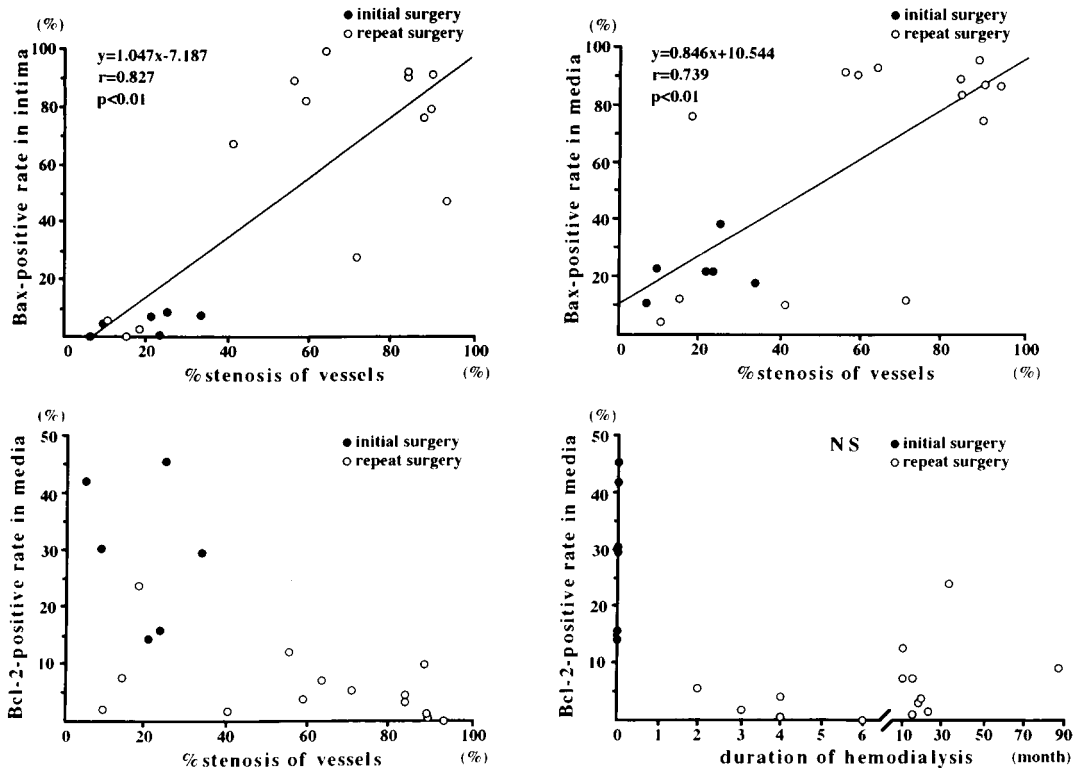 (%)
● initial surgery
○ repeat surgery
y=1.047x-7.187
r=0.827
p<0.01
Bax-positive rate in intima
100
80
60
40
20
0 20 40 60 80 100
% stenosis of vessels (%)
(%)
● initial surgery
○ repeat surgery
y=0.846x+10.544
r=0.739
p<0.01
Bax-positive rate in media
100
80
60
40
20
0 20 40 60 80 100
% stenosis of vessels (%)
(%)
● initial surgery
○ repeat surgery
Bcl-2-positive rate in media
50
40
30
20
10
0 20 40 60 80 100
% stenosis of vessels (%)
(%)
NS
● initial surgery
○ repeat surgery
Bcl-2-positive rate in media
50
40
30
20
10
0 1 2 3 4 5 6 10 30 50 70 90
duration of hemodialysis (month)